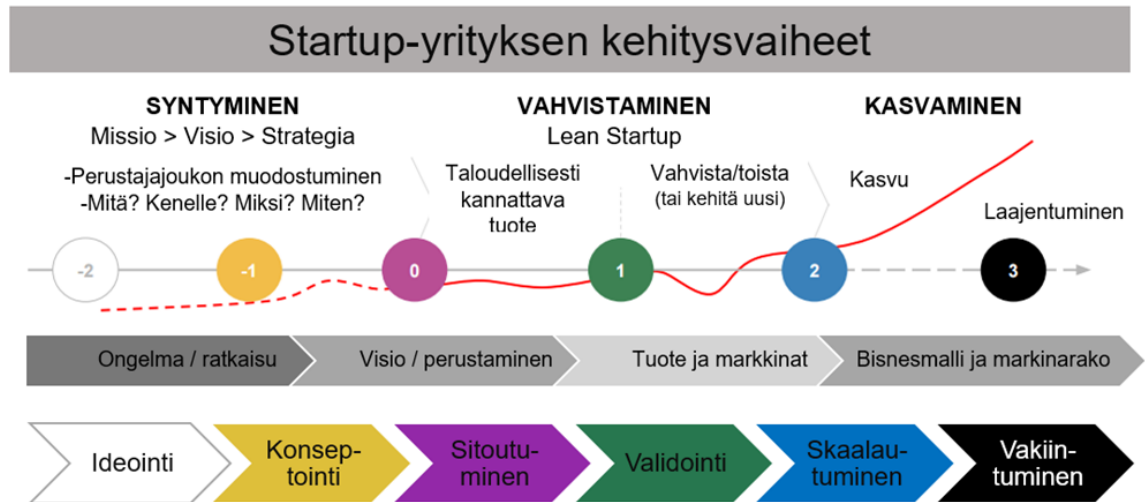 Startup-yrityksen kehitysvaiheet
SYNTYMINEN
Missio > Visio > Strategia
-Perustajajoukon muodostuminen
-Mitä? Kenelle? Miksi? Miten?
VAHVISTAMINEN
Lean Startup
Taloudellisesti
kannattava
tuote
Vahvista/toista
(tai kehitä uusi)
KASVAMINEN
Kasvu
Laajentuminen
-2
-1
0
1
2
3
Ongelma / ratkaisu
Visio / perustaminen
Tuote ja markkinat
Bisnesmalli ja markinarako
Ideointi
Konsep-
tointi
Sitoutu-
minen
Validointi
Skaalau-
tuminen
Vakiin-
tuminen